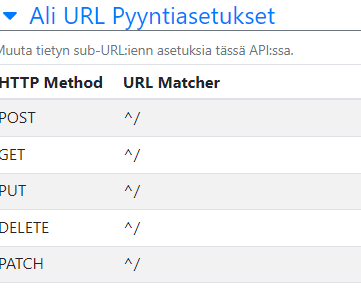 Ali URL Pyyntiasetukset
Muuta tietyn sub-URL:ienn asetuksia tässä API:ssa.
HTTP Method URL Matcher
POST ^/
GET ^/
PUT ^/
DELETE ^/
PATCH ^/